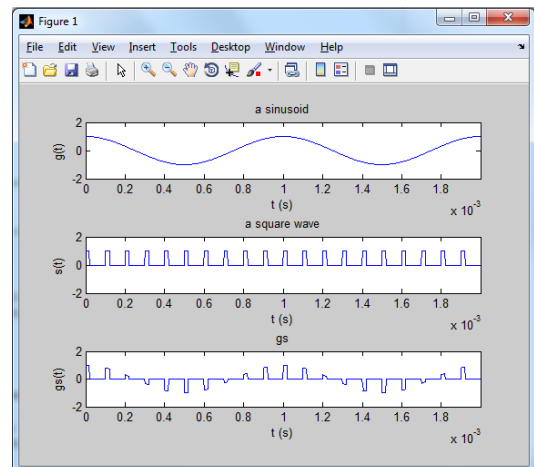 Figure 1
File Edit View Insert Tools Desktop Window Help
a sinusoid
2
0
-2
g(t)
0 0.2 0.4 0.6 0.8 1 1.2 1.4 1.6 1.8
t (s)
x 10^-3
a square wave
2
0
-2
s(t)
0 0.2 0.4 0.6 0.8 1 1.2 1.4 1.6 1.8
t (s)
x 10^-3
gs
2
0
-2
gs(t)
0 0.2 0.4 0.6 0.8 1 1.2 1.4 1.6 1.8
t (s)
x 10^-3